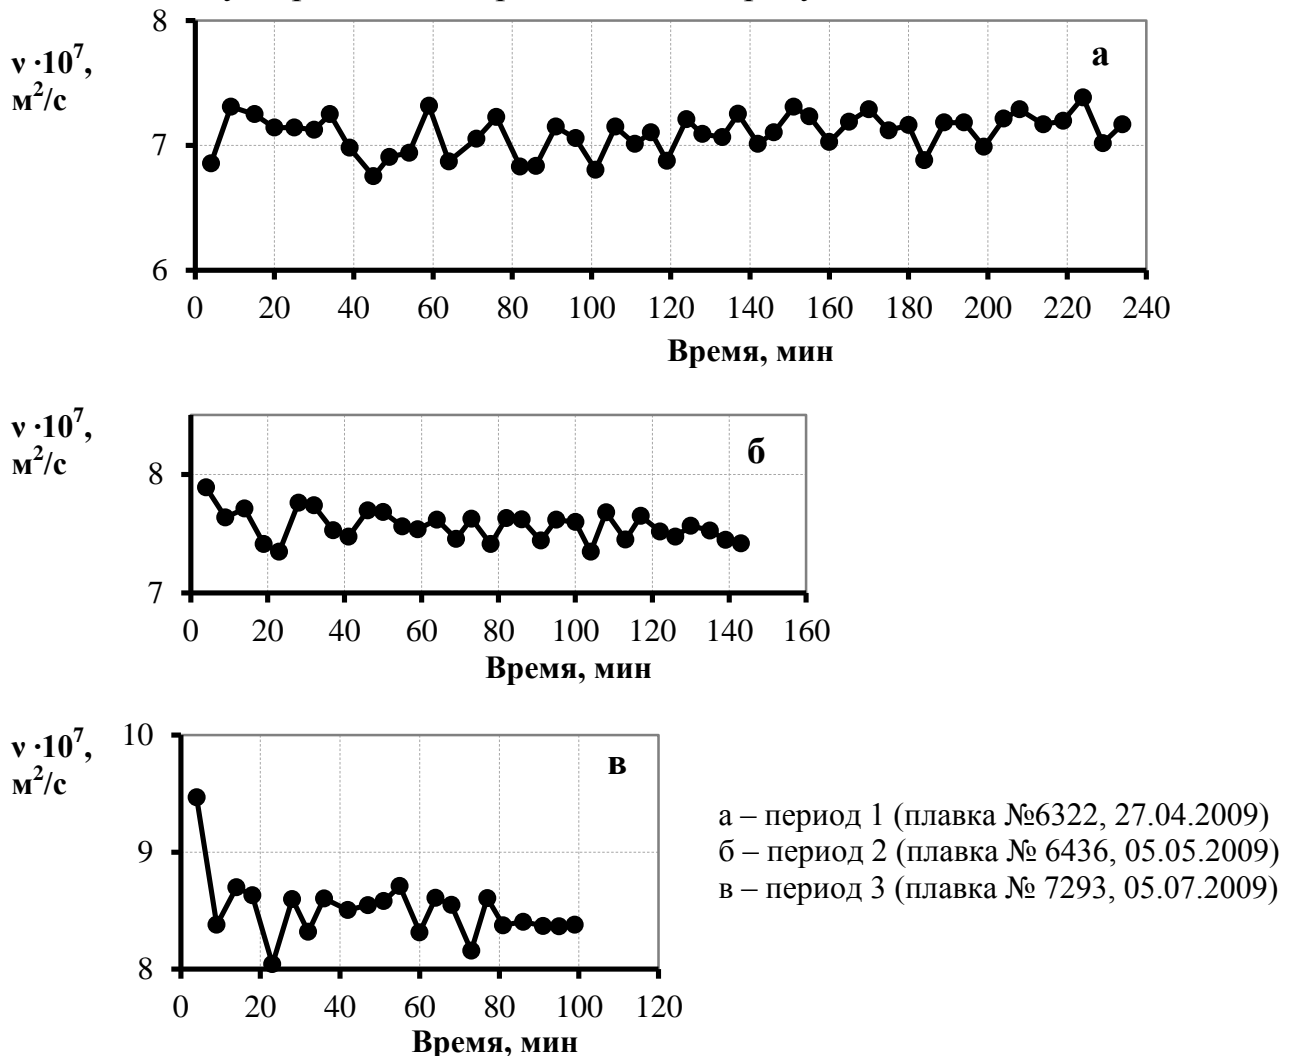 8
ν ·10⁷,
м²/с
а
7
6
0 20 40 60 80 100 120 140 160 180 200 220 240
Время, мин
ν ·10⁷,
м²/с
б
8
7
0 20 40 60 80 100 120 140 160
Время, мин
10
ν ·10⁷,
м²/с
в
9
8
0 20 40 60 80 100 120
Время, мин
а – период 1 (плавка №6322, 27.04.2009)
б – период 2 (плавка № 6436, 05.05.2009)
в – период 3 (плавка № 7293, 05.07.2009)